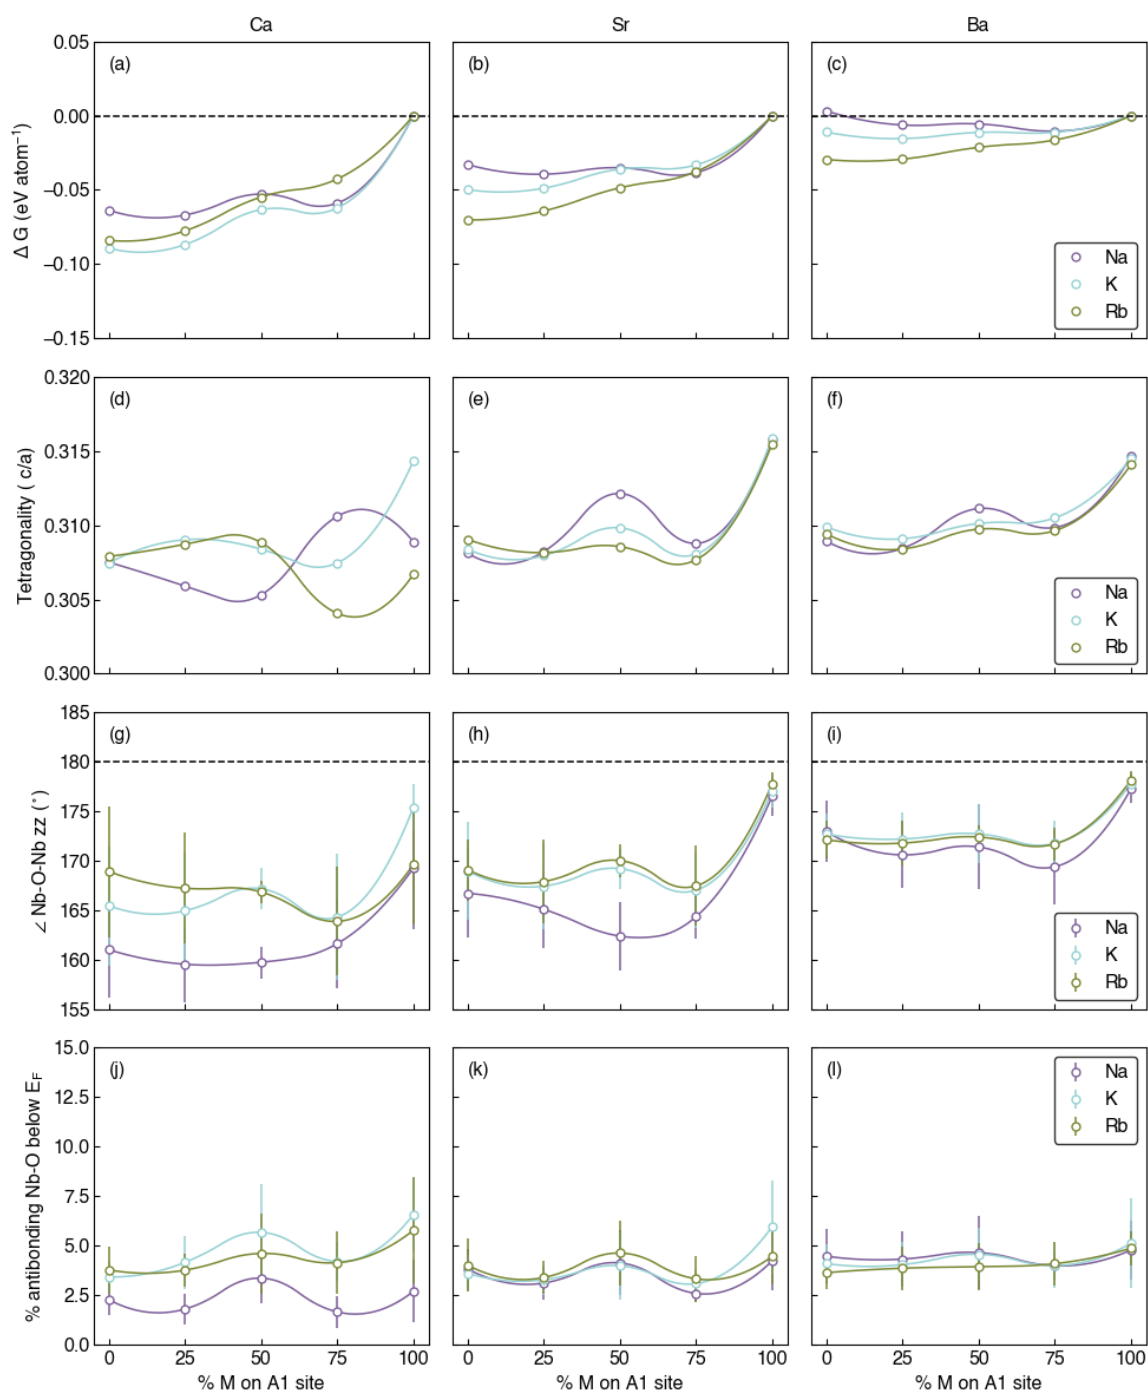 Ca Sr Ba
(a) (b) (c)
0.05
0.00
−0.05
−0.10
−0.15
Δ G (eV atom⁻¹)
Na
K
Rb
(d) (e) (f)
0.320
0.315
0.310
0.305
0.300
Tetragonality ( c/a)
Na
K
Rb
(g) (h) (i)
185
180
175
170
165
160
155
∠ Nb-O-Nb zz (°)
Na
K
Rb
(j) (k) (l)
15.0
12.5
10.0
7.5
5.0
2.5
0.0
% antibonding Nb-O below E_F
Na
K
Rb
0 25 50 75 100 0 25 50 75 100 0 25 50 75 100
% M on A1 site % M on A1 site % M on A1 site